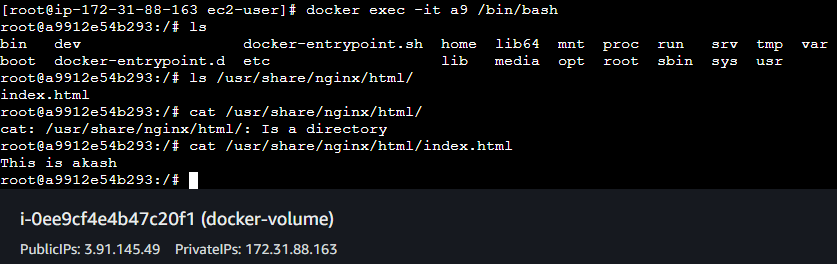 [root@ip-172-31-88-163 ec2-user]# docker exec -it a9 /bin/bash
root@a9912e54b293:/# ls
bin   dev                  docker-entrypoint.sh  home  lib64  mnt  proc  run   srv  tmp  var
boot  docker-entrypoint.d  etc                   lib   media  opt  root  sbin  sys  usr
root@a9912e54b293:/# ls /usr/share/nginx/html/
index.html
root@a9912e54b293:/# cat /usr/share/nginx/html/
cat: /usr/share/nginx/html/: Is a directory
root@a9912e54b293:/# cat /usr/share/nginx/html/index.html
This is akash
root@a9912e54b293:/#
i-0ee9cf4e4b47c20f1 (docker-volume)
PublicIPs: 3.91.145.49   PrivateIPs: 172.31.88.163